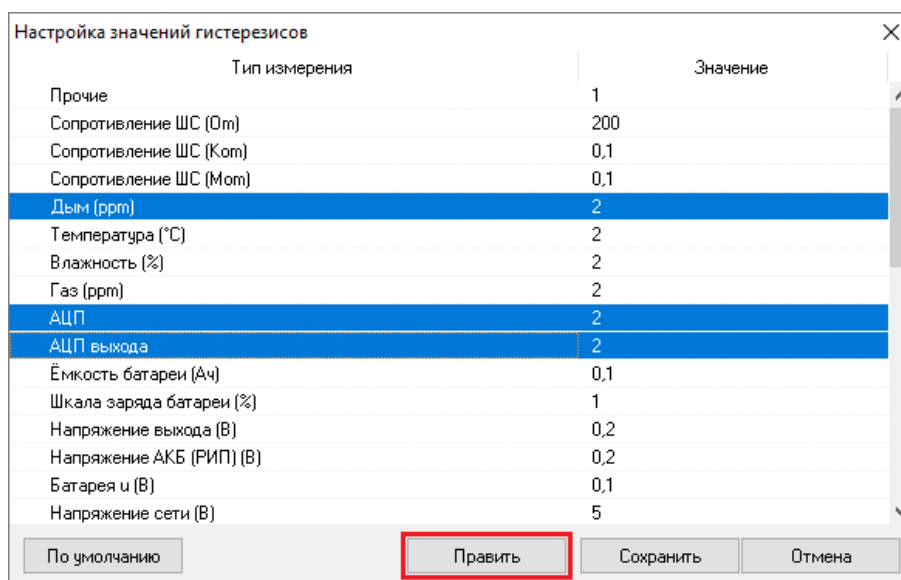 Настройка значений гистерезисов
Тип измерения Значение
Прочие 1
Сопротивление ШС (Om) 200
Сопротивление ШС (Kom) 0,1
Сопротивление ШС (Mom) 0,1
Дым (ppm) 2
Температура (°C) 2
Влажность (%) 2
Газ (ppm) 2
АЦП 2
АЦП выхода 2
Ёмкость батареи (Ач) 0,1
Шкала заряда батареи (%) 1
Напряжение выхода (В) 0,2
Напряжение АКБ (РИП) (В) 0,2
Батарея u (В) 0,1
Напряжение сети (В) 5
По умолчанию Править Сохранить Отмена